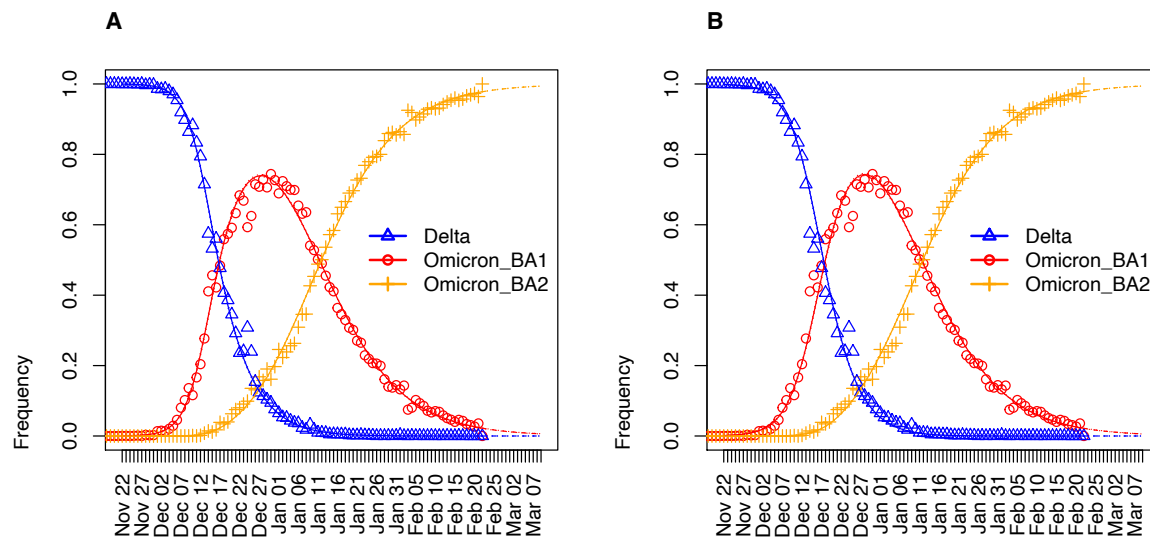 A
B
Frequency
0.0
0.2
0.4
0.6
0.8
1.0
Delta
Omicron_BA1
Omicron_BA2
Nov 22
Nov 27
Dec 02
Dec 07
Dec 12
Dec 17
Dec 22
Dec 27
Jan 01
Jan 06
Jan 11
Jan 16
Jan 21
Jan 26
Jan 31
Feb 05
Feb 10
Feb 15
Feb 20
Feb 25
Mar 02
Mar 07
Frequency
0.0
0.2
0.4
0.6
0.8
1.0
Delta
Omicron_BA1
Omicron_BA2
Nov 22
Nov 27
Dec 02
Dec 07
Dec 12
Dec 17
Dec 22
Dec 27
Jan 01
Jan 06
Jan 11
Jan 16
Jan 21
Jan 26
Jan 31
Feb 05
Feb 10
Feb 15
Feb 20
Feb 25
Mar 02
Mar 07